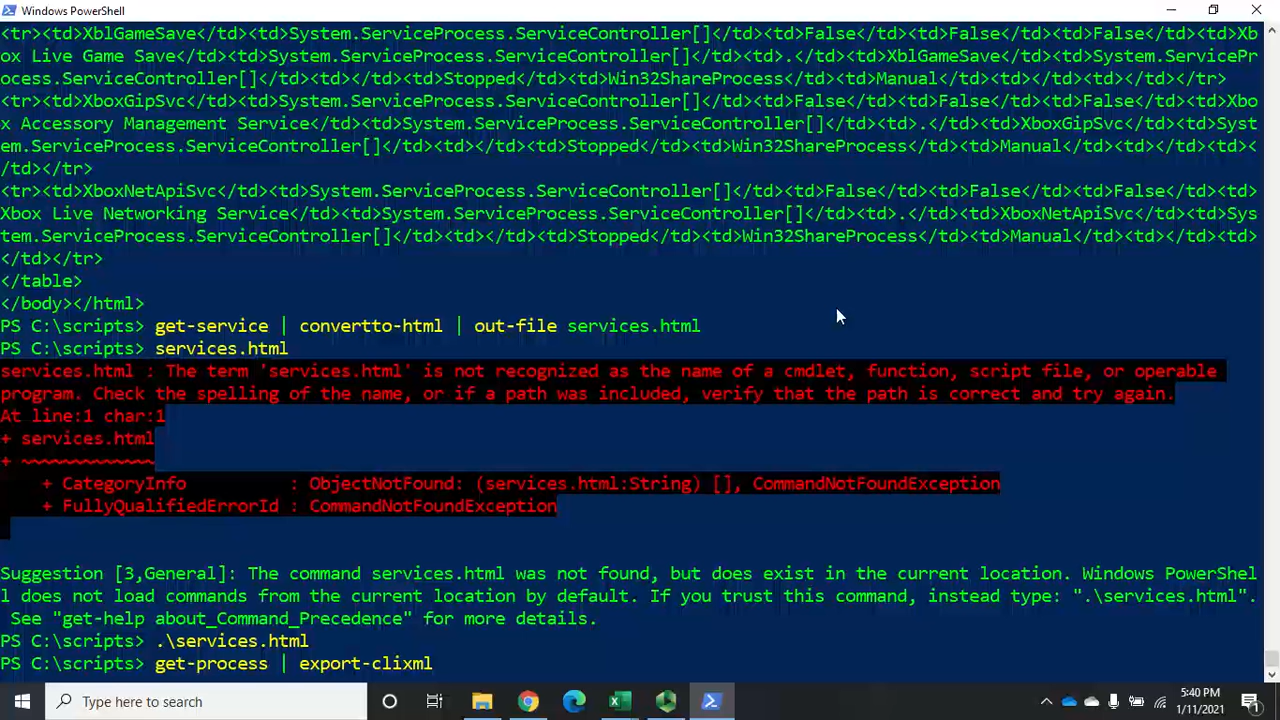 Windows PowerShell
<tr><td>XblGameSave</td><td>System.ServiceProcess.ServiceController[]</td><td>False</td><td>False</td><td>False</td><td>Xb
ox Live Game Save</td><td>System.ServiceProcess.ServiceController[]</td><td>.</td><td>XblGameSave</td><td>System.ServicePr
ocess.ServiceController[]</td><td></td><td>Stopped</td><td>Win32ShareProcess</td><td>Manual</td><td></td><td></td></tr>
<tr><td>XboxGipSvc</td><td>System.ServiceProcess.ServiceController[]</td><td>False</td><td>False</td><td>False</td><td>Xbo
x Accessory Management Service</td><td>System.ServiceProcess.ServiceController[]</td><td>.</td><td>XboxGipSvc</td><td>Syst
em.ServiceProcess.ServiceController[]</td><td></td><td>Stopped</td><td>Win32ShareProcess</td><td>Manual</td><td></td><td><
/td></tr>
<tr><td>XboxNetApiSvc</td><td>System.ServiceProcess.ServiceController[]</td><td>False</td><td>False</td><td>False</td><td>
Xbox Live Networking Service</td><td>System.ServiceProcess.ServiceController[]</td><td>.</td><td>XboxNetApiSvc</td><td>Sys
tem.ServiceProcess.ServiceController[]</td><td></td><td>Stopped</td><td>Win32ShareProcess</td><td>Manual</td><td></td><td>
</td></tr>
</table>
</body></html>
PS C:\scripts> get-service | convertto-html | out-file services.html
PS C:\scripts> services.html
services.html : The term 'services.html' is not recognized as the name of a cmdlet, function, script file, or operable
program. Check the spelling of the name, or if a path was included, verify that the path is correct and try again.
At line:1 char:1
+ services.html
+ ~~~~~~~~~~~~~
+ CategoryInfo : ObjectNotFound: (services.html:String) [], CommandNotFoundException
+ FullyQualifiedErrorId : CommandNotFoundException
Suggestion [3,General]: The command services.html was not found, but does exist in the current location. Windows PowerShel
l does not load commands from the current location by default. If you trust this command, instead type: ".\services.html".
See "get-help about_Command_Precedence" for more details.
PS C:\scripts> .\services.html
PS C:\scripts> get-process | export-clixml
Type here to search
5:40 PM
1/11/2021
1